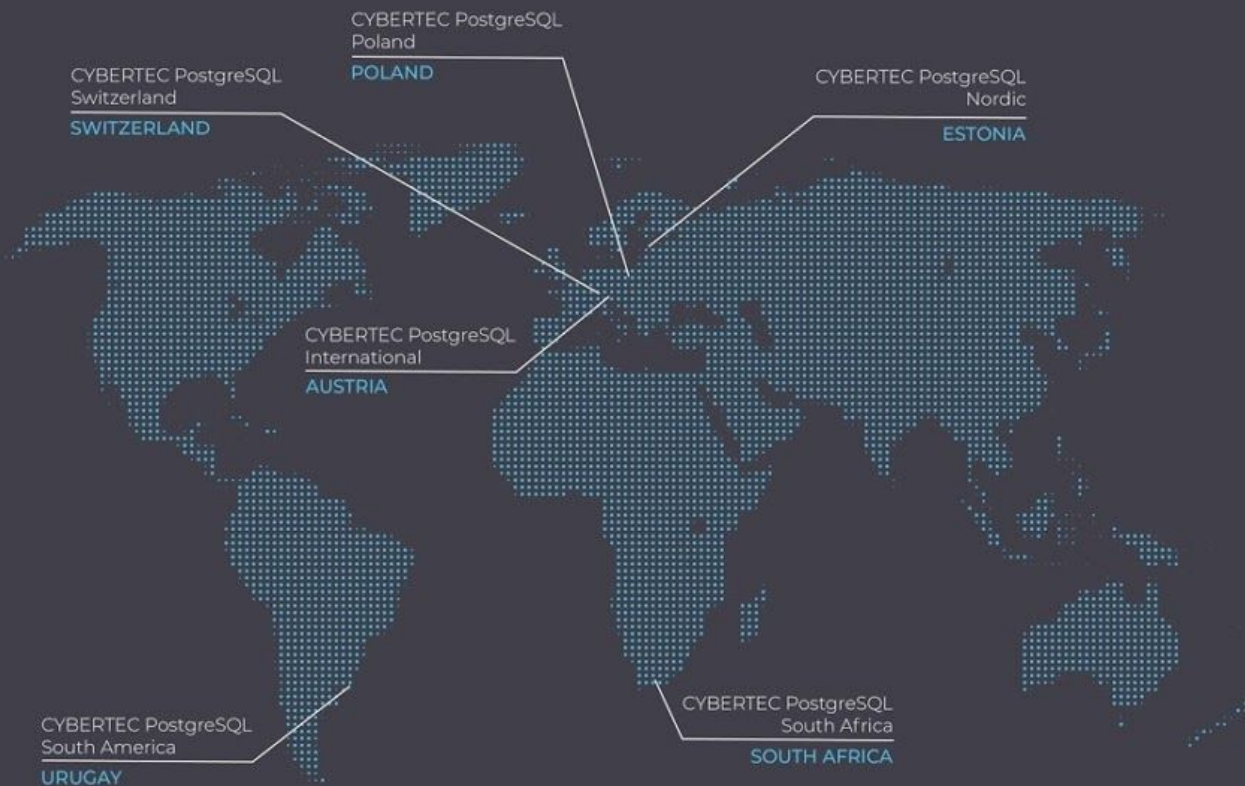 CYBERTEC PostgreSQL
Poland
POLAND
CYBERTEC PostgreSQL
Switzerland
SWITZERLAND
CYBERTEC PostgreSQL
Nordic
ESTONIA
CYBERTEC PostgreSQL
International
AUSTRIA
CYBERTEC PostgreSQL
South America
URUGAY
CYBERTEC PostgreSQL
South Africa
SOUTH AFRICA